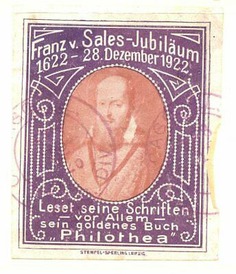 Franz v. Sales-Jubiläum
1622 – 28. Dezember 1922.
Leset seine Schriften
– vor Allem –
sein goldenes Buch
„Philothea”
STEMPEL-SPERLING LEIPZIG.